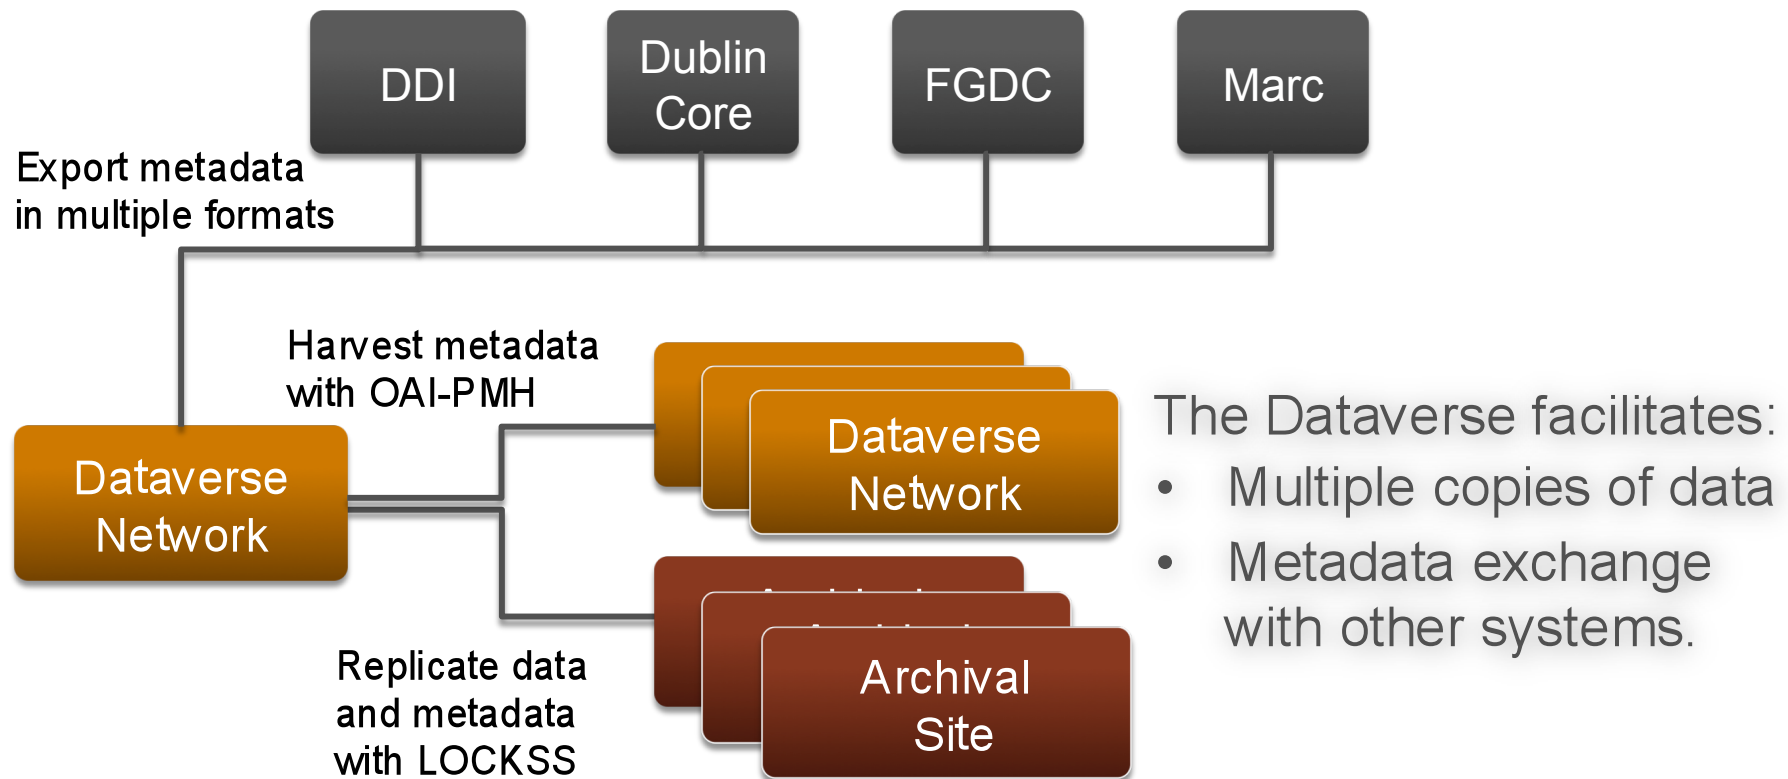 DDI
Dublin
Core
FGDC
Marc
Export metadata
in multiple formats
Harvest metadata
with OAI-PMH
Dataverse
Network
Dataverse
Network
The Dataverse facilitates:
• Multiple copies of data
• Metadata exchange
with other systems.
Replicate data
and metadata
with LOCKSS
Archival
Site